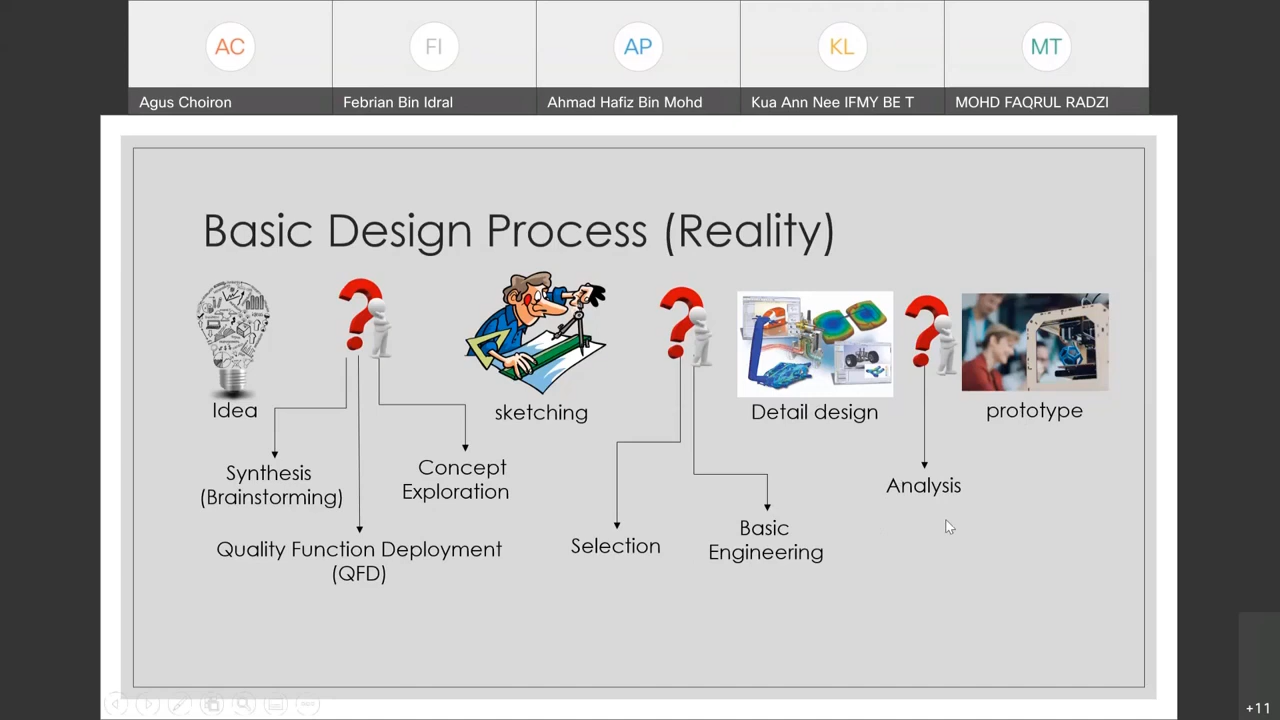 AC
FI
AP
KL
MT
Agus Choiron
Febrian Bin Idral
Ahmad Hafiz Bin Mohd
Kua Ann Nee IFMY BE T
MOHD FAQRUL RADZI
Basic Design Process (Reality)
Idea
sketching
Detail design
prototype
Synthesis
(Brainstorming)
Concept
Exploration
Analysis
Quality Function Deployment
(QFD)
Selection
Basic
Engineering
+11